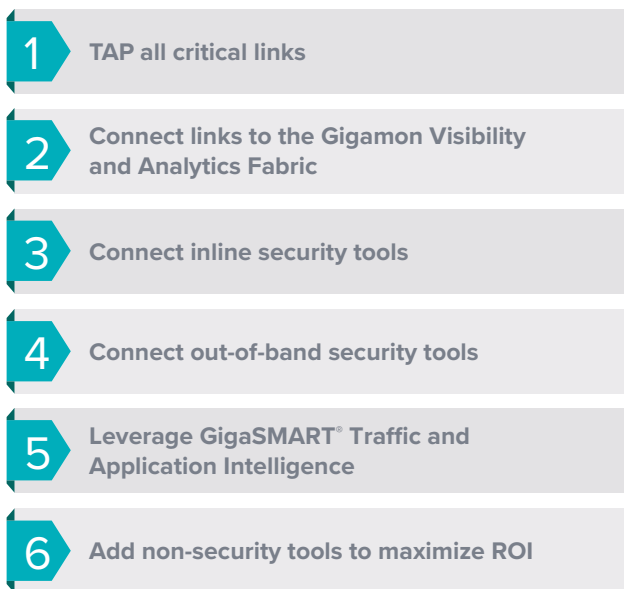 1
TAP all critical links
2
Connect links to the Gigamon Visibility
and Analytics Fabric
3
Connect inline security tools
4
Connect out-of-band security tools
5
Leverage GigaSMART® Traffic and
Application Intelligence
6
Add non-security tools to maximize ROI